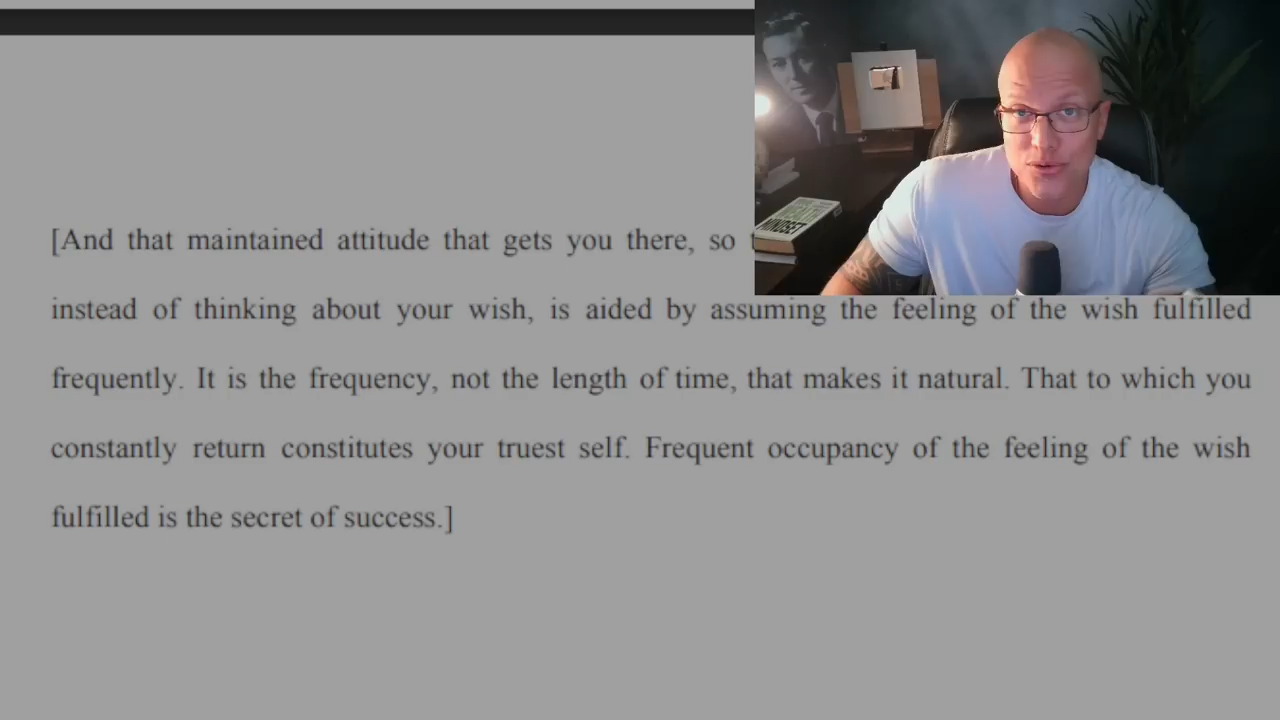 [And that maintained attitude that gets you there, so
instead of thinking about your wish, is aided by assuming the feeling of the wish fulfilled
frequently. It is the frequency, not the length of time, that makes it natural. That to which you
constantly return constitutes your truest self. Frequent occupancy of the feeling of the wish
fulfilled is the secret of success.]
MINDSET